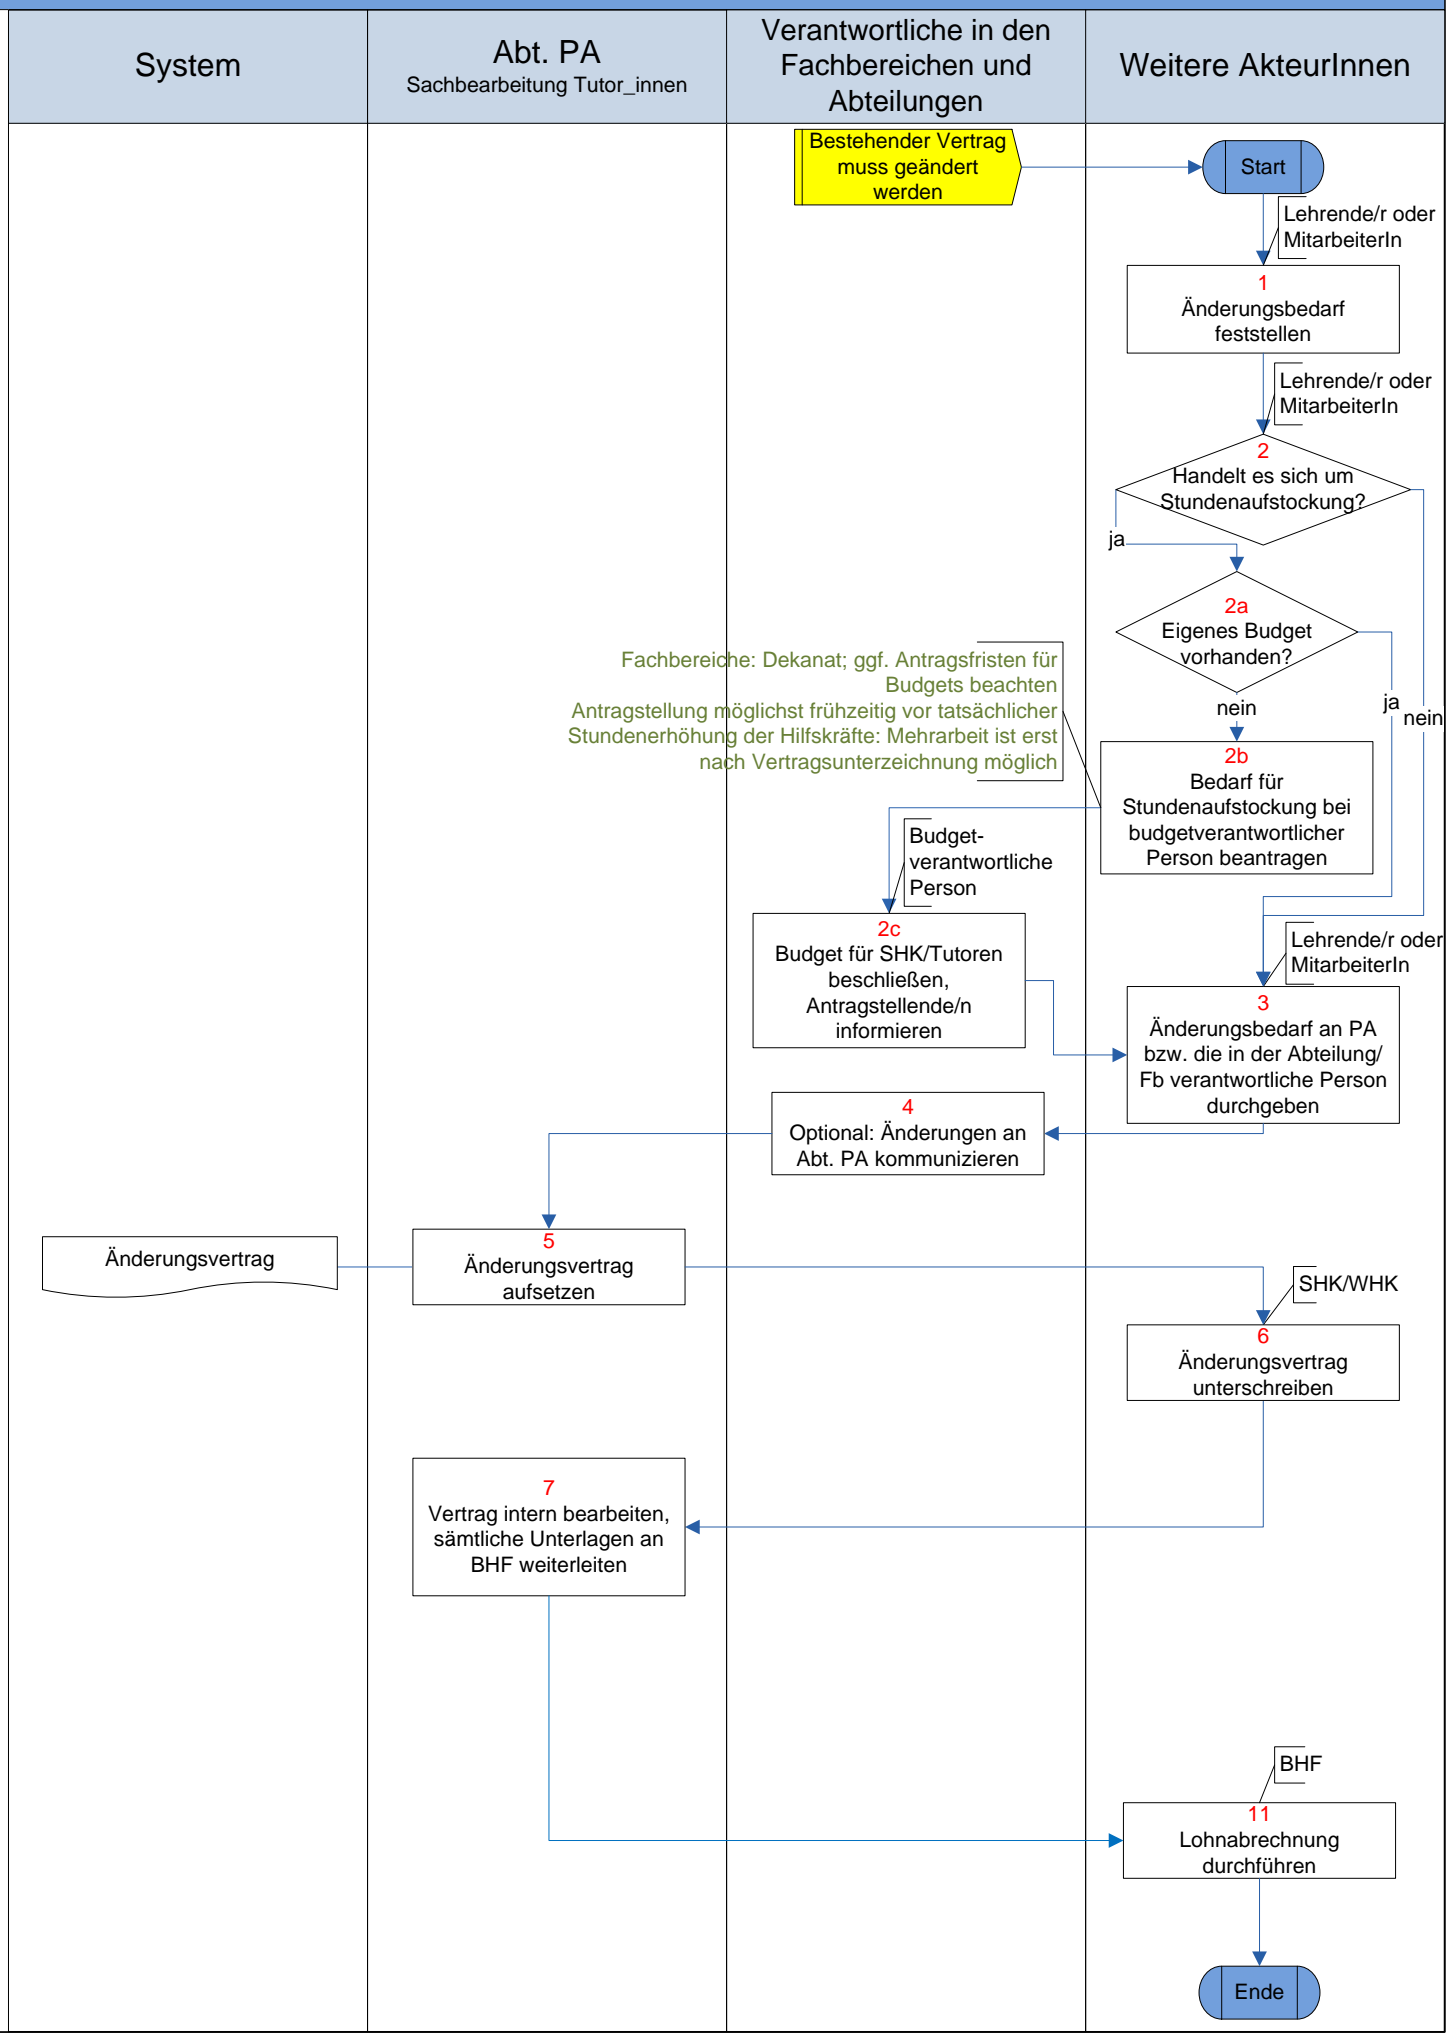 System
Abt. PA
Sachbearbeitung Tutor_innen
Verantwortliche in den
Fachbereichen und
Abteilungen
Weitere AkteurInnen
Bestehender Vertrag
muss geändert
werden
Start
Lehrende/r oder
MitarbeiterIn
1
Änderungsbedarf
feststellen
Lehrende/r oder
MitarbeiterIn
2
Handelt es sich um
Stundenaufstockung?
ja
2a
Eigenes Budget
vorhanden?
nein
ja
nein
Fachbereiche: Dekanat; ggf. Antragsfristen für
Budgets beachten
Antragstellung möglichst frühzeitig vor tatsächlicher
Stundenerhöhung der Hilfskräfte: Mehrarbeit ist erst
nach Vertragsunterzeichnung möglich
2b
Bedarf für
Stundenaufstockung bei
budgetverantwortlicher
Person beantragen
Budget-
verantwortliche
Person
2c
Budget für SHK/Tutoren
beschließen,
Antragstellende/n
informieren
Lehrende/r oder
MitarbeiterIn
3
Änderungsbedarf an PA
bzw. die in der Abteilung/
Fb verantwortliche Person
durchgeben
4
Optional: Änderungen an
Abt. PA kommunizieren
Änderungsvertrag
5
Änderungsvertrag
aufsetzen
SHK/WHK
6
Änderungsvertrag
unterschreiben
7
Vertrag intern bearbeiten,
sämtliche Unterlagen an
BHF weiterleiten
BHF
11
Lohnabrechnung
durchführen
Ende